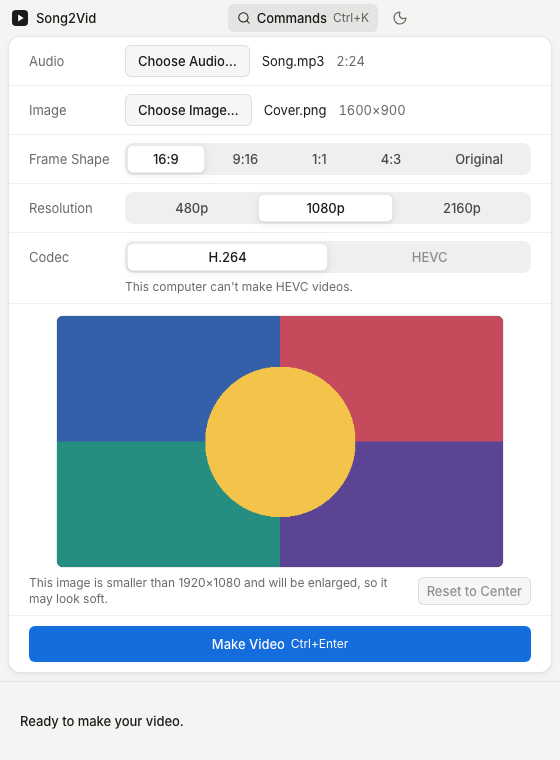 Song2Vid
Commands Ctrl+K
Audio
Choose Audio...
Song.mp3
2:24
Image
Choose Image...
Cover.png
1600×900
Frame Shape
16:9
9:16
1:1
4:3
Original
Resolution
480p
1080p
2160p
Codec
H.264
HEVC
This computer can't make HEVC videos.
This image is smaller than 1920×1080 and will be enlarged, so it
may look soft.
Reset to Center
Make Video Ctrl+Enter
Ready to make your video.